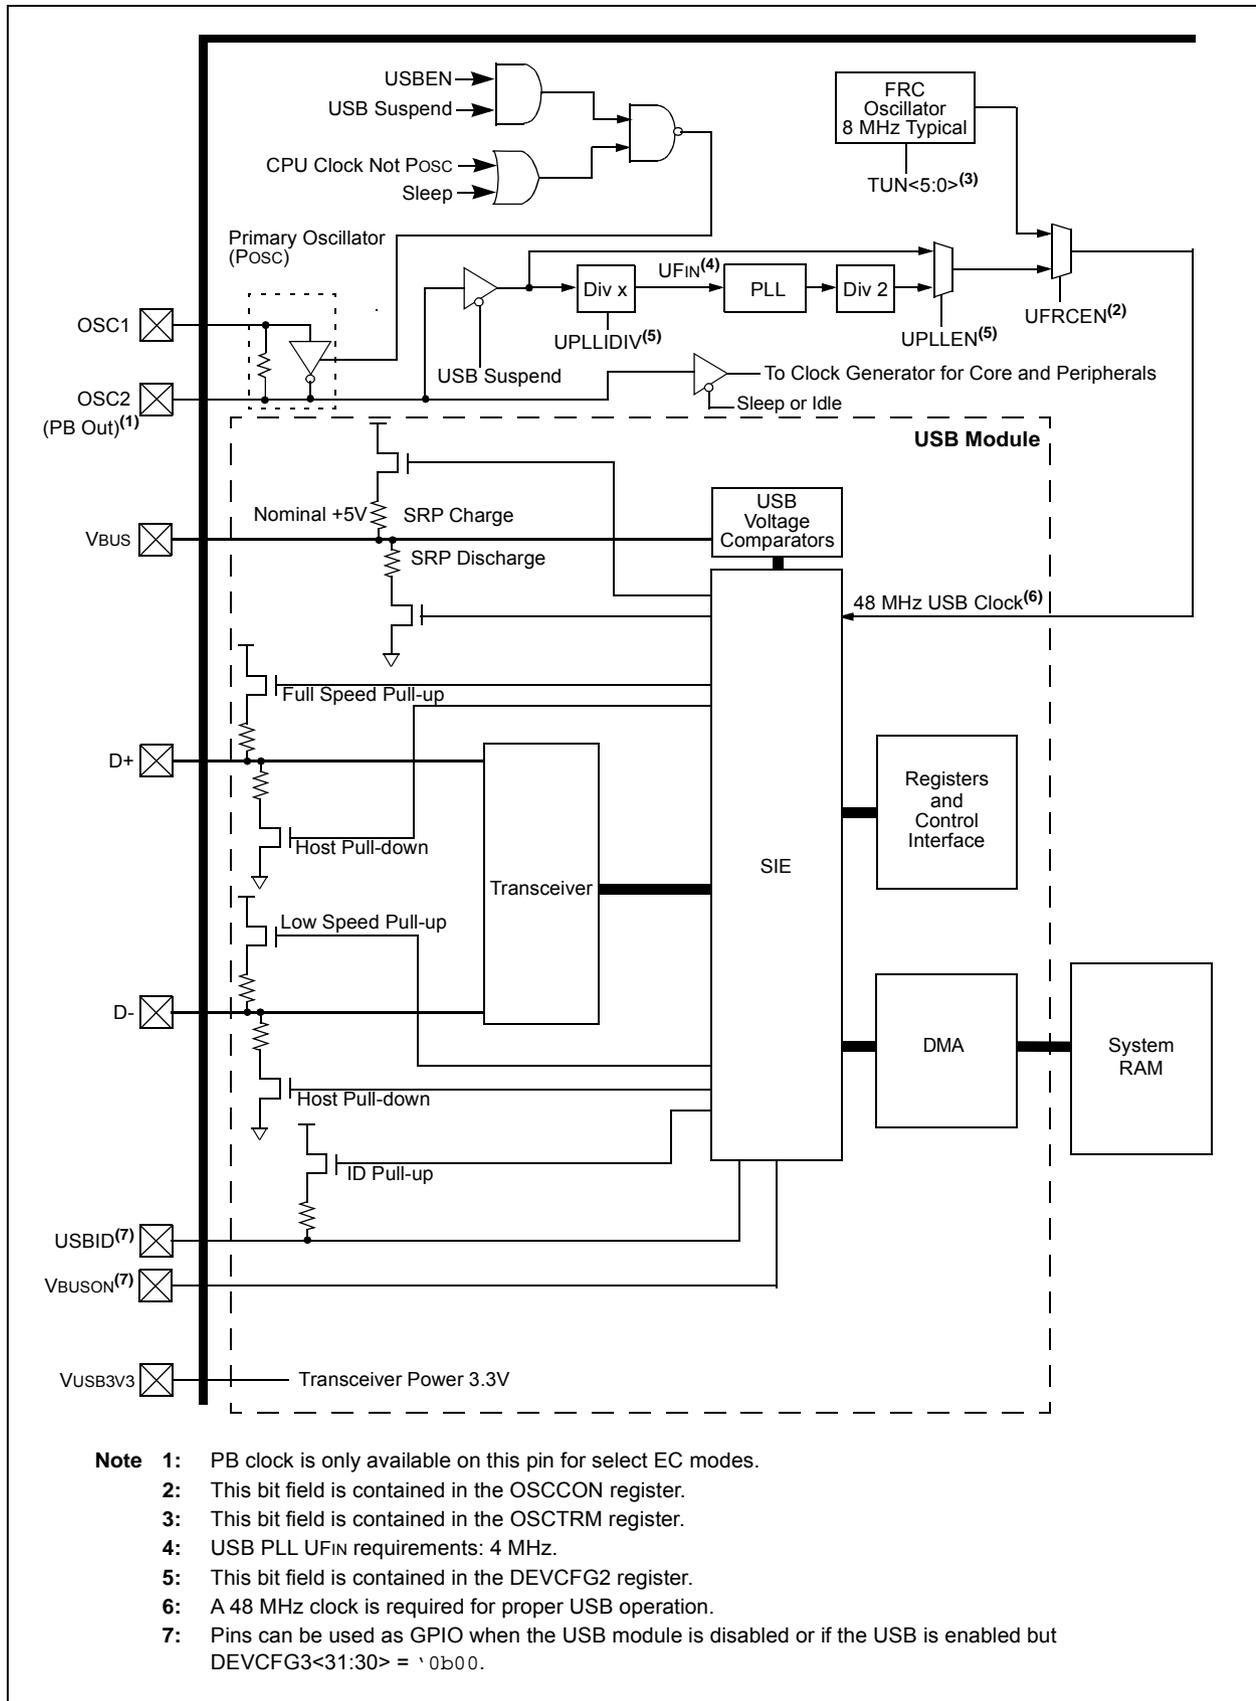 USBEN
USB Suspend
CPU Clock Not POSC
Sleep
FRC
Oscillator
8 MHz Typical
TUN<5:0>(3)
Primary Oscillator
(POSC)
UFIN(4)
Div x
PLL
Div 2
UFRCEN(2)
OSC1
UPLLIDIV(5)
UPLLEN(5)
USB Suspend
To Clock Generator for Core and Peripherals
OSC2
(PB Out)(1)
Sleep or Idle
USB Module
Nominal +5V
SRP Charge
USB
Voltage
Comparators
VBUS
SRP Discharge
48 MHz USB Clock(6)
Full Speed Pull-up
D+
Registers
and
Control
Interface
Host Pull-down
SIE
Transceiver
Low Speed Pull-up
D-
DMA
System
RAM
Host Pull-down
ID Pull-up
USBID(7)
VBUSON(7)
VUSB3V3
Transceiver Power 3.3V
Note 1: PB clock is only available on this pin for select EC modes.
2: This bit field is contained in the OSCCON register.
3: This bit field is contained in the OSCTRM register.
4: USB PLL UFIN requirements: 4 MHz.
5: This bit field is contained in the DEVCFG2 register.
6: A 48 MHz clock is required for proper USB operation.
7: Pins can be used as GPIO when the USB module is disabled or if the USB is enabled but
DEVCFG3<31:30> = ‘0b00.